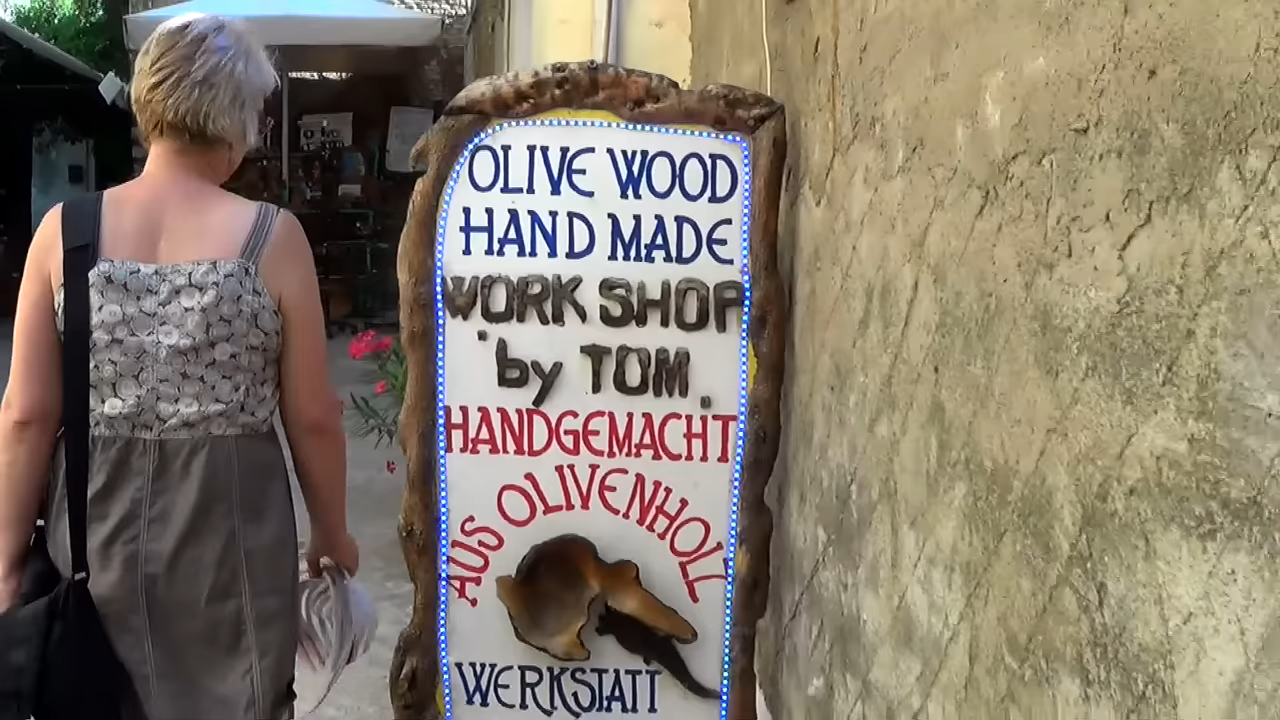 OLIVE WOOD
HAND MADE
WORK SHOP
by TOM.
HANDGEMACHT
AUS OLIVENHOLZ
WERKSTATT